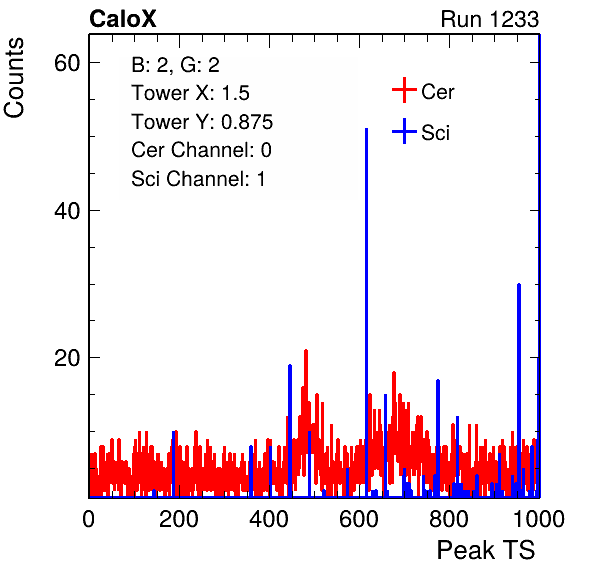 CaloX Run 1233
Counts
60
40
20
B: 2, G: 2
Tower X: 1.5
Tower Y: 0.875
Cer Channel: 0
Sci Channel: 1
Cer
Sci
0 200 400 600 800 1000
Peak TS